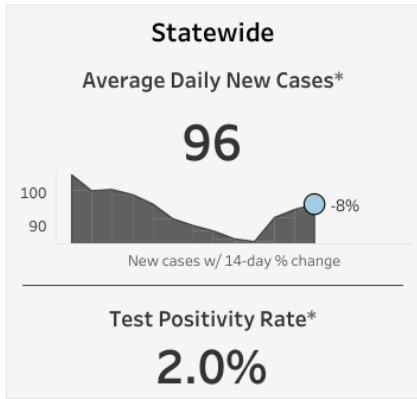 Statewide
Average Daily New Cases*
96
100
-8%
90
New cases w/ 14-day % change
Test Positivity Rate*
2.0%